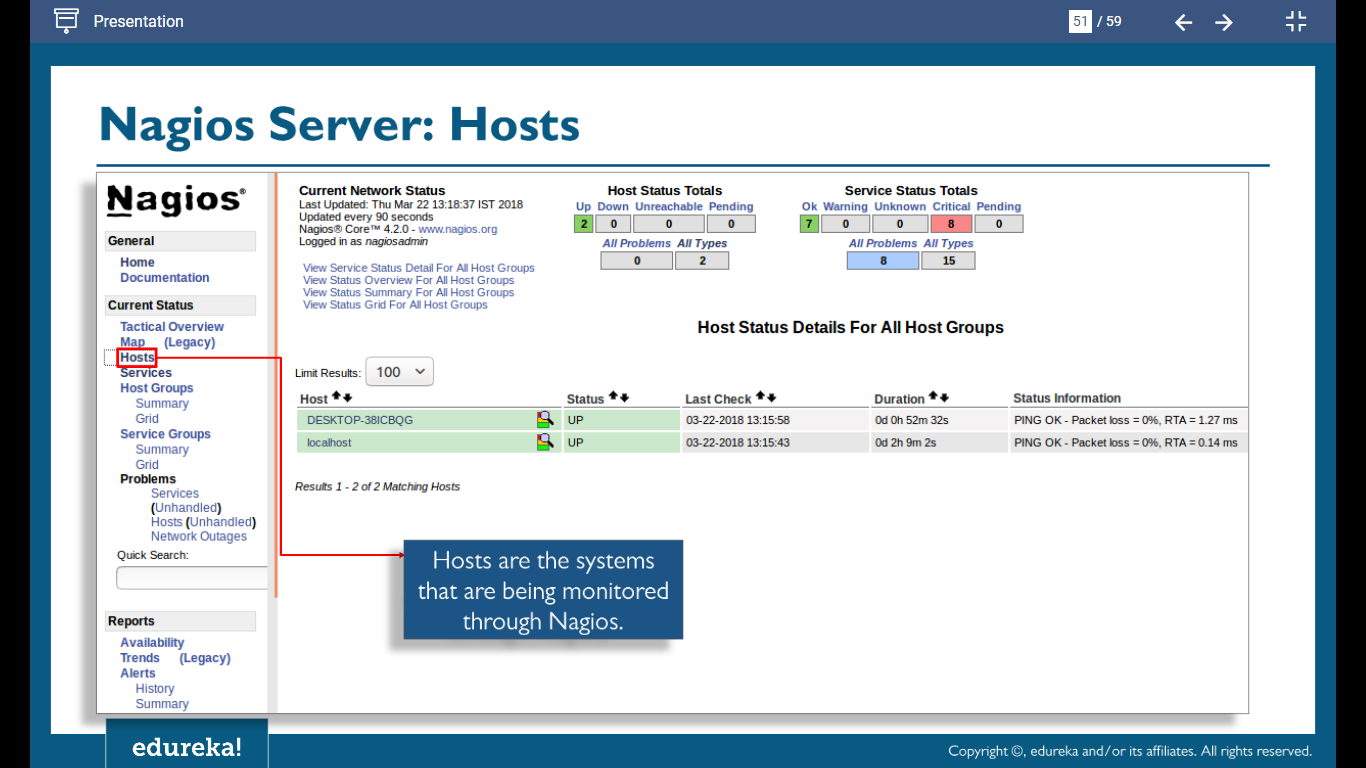 Presentation
51 / 59
Nagios Server: Hosts
Nagios®
General
Home
Documentation
Current Status
Tactical Overview
Map (Legacy)
Hosts
Services
Host Groups
Summary
Grid
Service Groups
Summary
Grid
Problems
Services
(Unhandled)
Hosts (Unhandled)
Network Outages
Quick Search:
Reports
Availability
Trends (Legacy)
Alerts
History
Summary
Current Network Status
Last Updated: Thu Mar 22 13:18:37 IST 2018
Updated every 90 seconds
Nagios® Core™ 4.2.0 - www.nagios.org
Logged in as nagiosadmin
View Service Status Detail For All Host Groups
View Status Overview For All Host Groups
View Status Summary For All Host Groups
View Status Grid For All Host Groups
Host Status Totals
Up Down Unreachable Pending
2 0 0 0
All Problems All Types
0 2
Service Status Totals
Ok Warning Unknown Critical Pending
7 0 0 8 0
All Problems All Types
8 15
Host Status Details For All Host Groups
Limit Results: 100
Host Status Last Check Duration Status Information
DESKTOP-38ICBQG UP 03-22-2018 13:15:58 0d 0h 52m 32s PING OK - Packet loss = 0%, RTA = 1.27 ms
localhost UP 03-22-2018 13:15:43 0d 2h 9m 2s PING OK - Packet loss = 0%, RTA = 0.14 ms
Results 1 - 2 of 2 Matching Hosts
Hosts are the systems
that are being monitored
through Nagios.
edureka!
Copyright ©, edureka and/or its affiliates. All rights reserved.